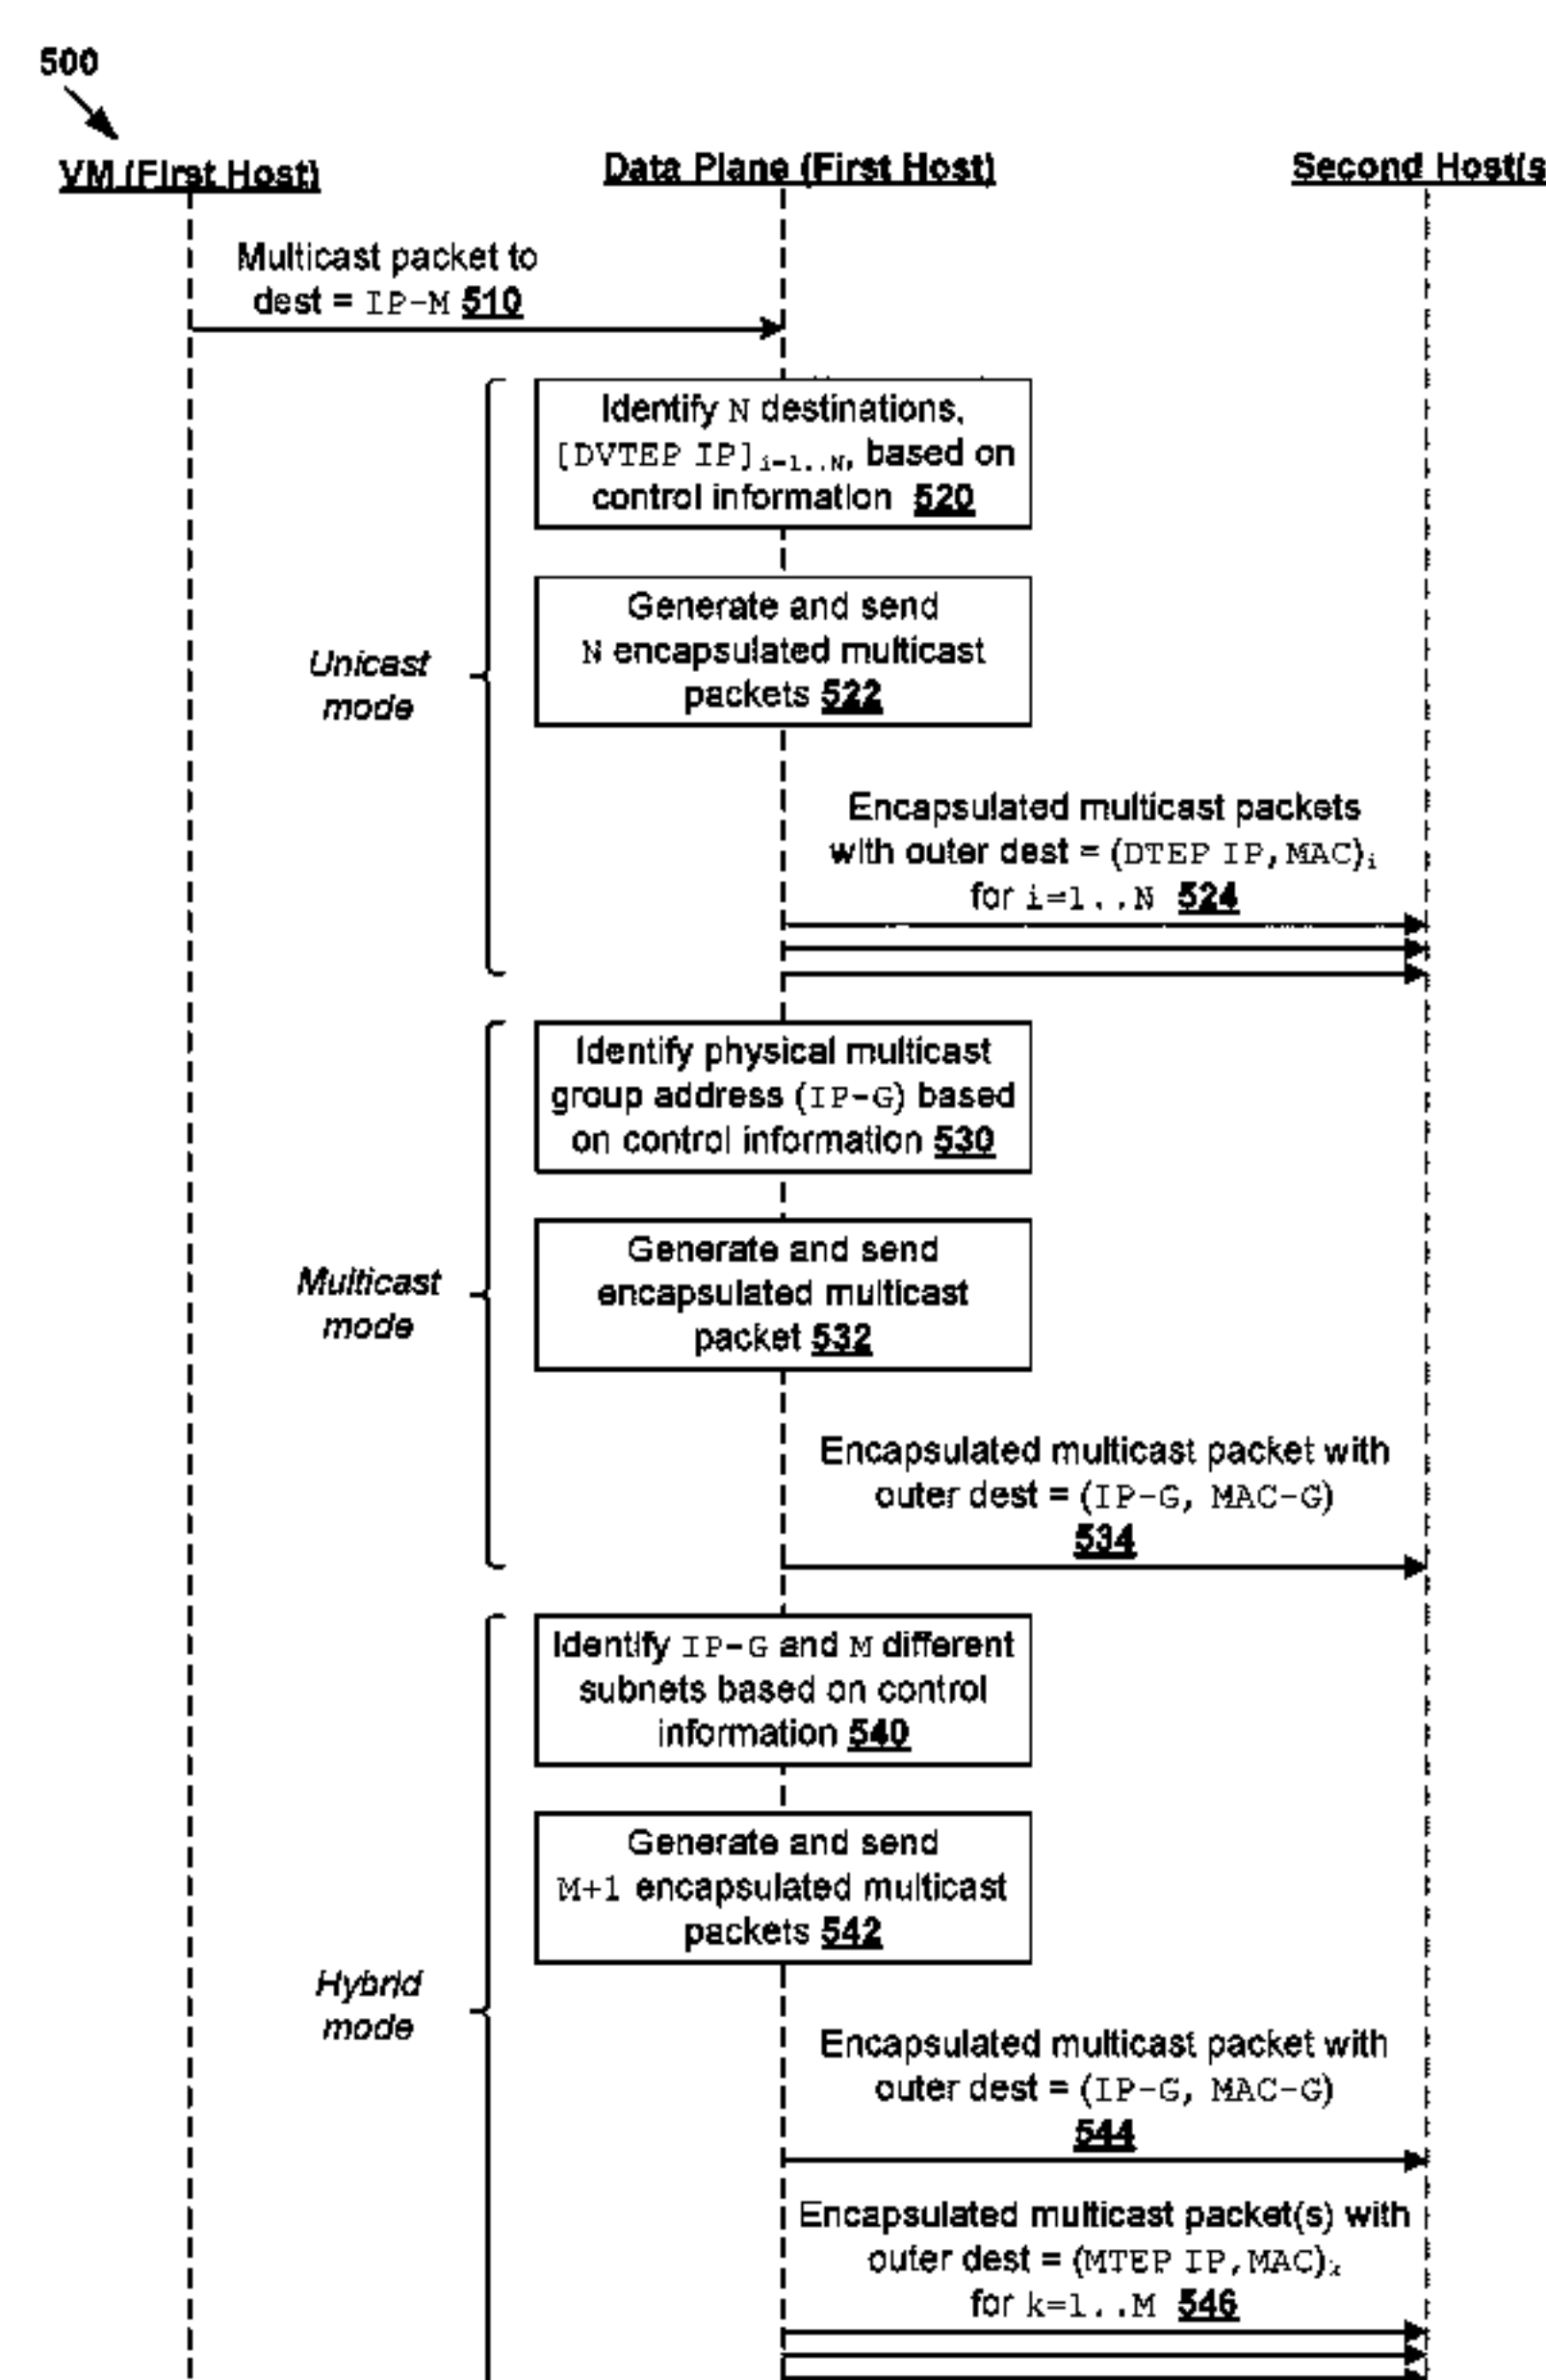 500
VM (First Host)
Data Plane (First Host)
Second Host(s
Multicast packet to
dest = IP-M 510
Identify N destinations,
[DVTEP IP]i=1..N, based on
control information 520
Generate and send
N encapsulated multicast
packets 522
Unicast
mode
Encapsulated multicast packets
with outer dest = (DTEP IP,MAC)i
for i=1..N 524
Identify physical multicast
group address (IP-G) based
on control information 530
Generate and send
encapsulated multicast
packet 532
Multicast
mode
Encapsulated multicast packet with
outer dest = (IP-G, MAC-G)
534
Identify IP-G and M different
subnets based on control
information 540
Generate and send
M+1 encapsulated multicast
packets 542
Hybrid
mode
Encapsulated multicast packet with
outer dest = (IP-G, MAC-G)
544
Encapsulated multicast packet(s) with
outer dest = (MTEP IP,MAC)k
for k=1..M 546